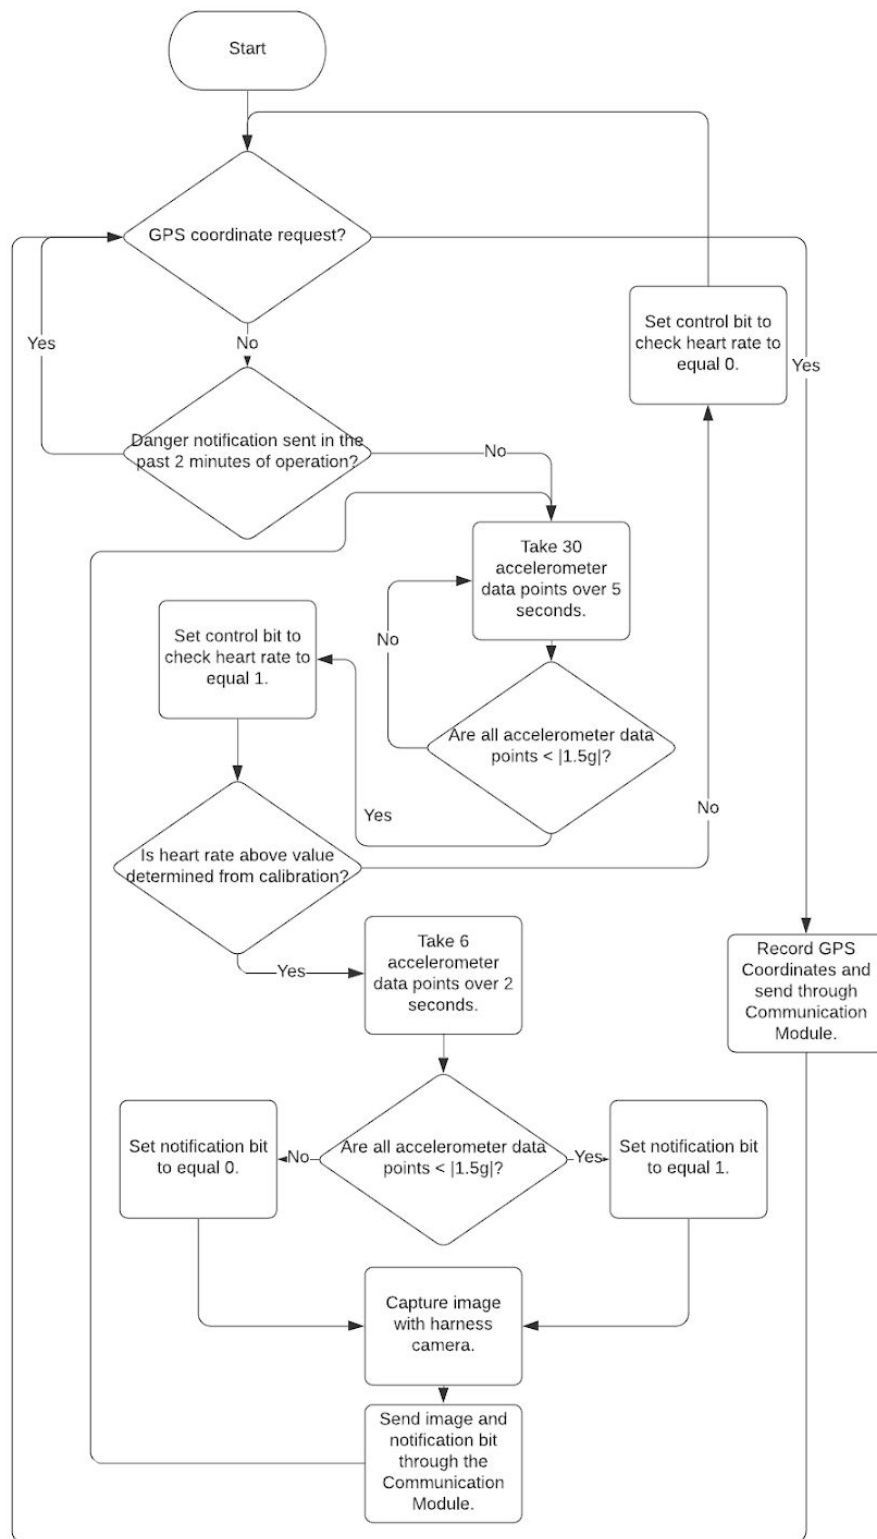 Start
GPS coordinate request?
Yes
No
Set control bit to
check heart rate to
equal 0.
Yes
Danger notification sent in the
past 2 minutes of operation?
No
Take 30
accelerometer
data points over 5
seconds.
No
Set control bit to
check heart rate to
equal 1.
Are all accelerometer data
points < |1.5g|?
Yes
No
Is heart rate above value
determined from calibration?
Yes
Take 6
accelerometer
data points over 2
seconds.
Record GPS
Coordinates and
send through
Communication
Module.
Set notification bit
to equal 0.
No
Are all accelerometer data
points < |1.5g|?
Yes
Set notification bit
to equal 1.
Capture image
with harness
camera.
Send image and
notification bit
through the
Communication
Module.